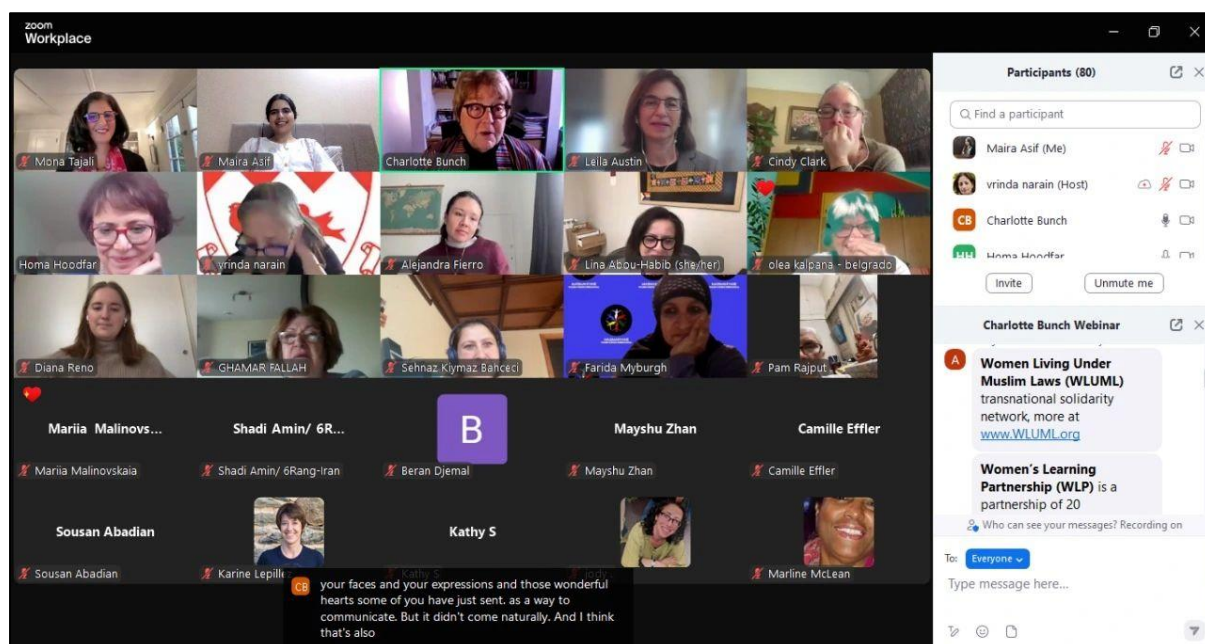 zoom
Workplace
Mona Tajali
Maira Asif
Charlotte Bunch
Leila Austin
Cindy Clark
Homa Hoodfar
vrinda narain
Alejandra Fierro
Lina Abou-Habib (she/her)
olea kalpana - belgrado
Diana Reno
GHAMAR FALLAH
Sehnaz Kiymaz Bahceci
Farida Myburgh
Pam Rajput
Mariia Malinovs...
Shadi Amin/ 6R...
B
Mayshu Zhan
Camille Effler
Mariia Malinovskaia
Shadi Amin/ 6Rang-Iran
Beran Djemal
Mayshu Zhan
Camille Effler
Sousan Abadian
Kathy S
Sousan Abadian
Karine Lepillez
Kathy S
jody
Marline McLean
CB
your faces and your expressions and those wonderful
hearts some of you have just sent. as a way to
communicate. But it didn't come naturally. And I think
that's also
Participants (80)
Find a participant
Maira Asif (Me)
vrinda narain (Host)
CB
Charlotte Bunch
HH
Homa Hoodfar
Invite
Unmute me
Charlotte Bunch Webinar
A
Women Living Under
Muslim Laws (WLUML)
transnational solidarity
network, more at
www.WLUML.org
Women's Learning
Partnership (WLP) is a
partnership of 20
Who can see your messages? Recording on
To:
Everyone
Type message here...